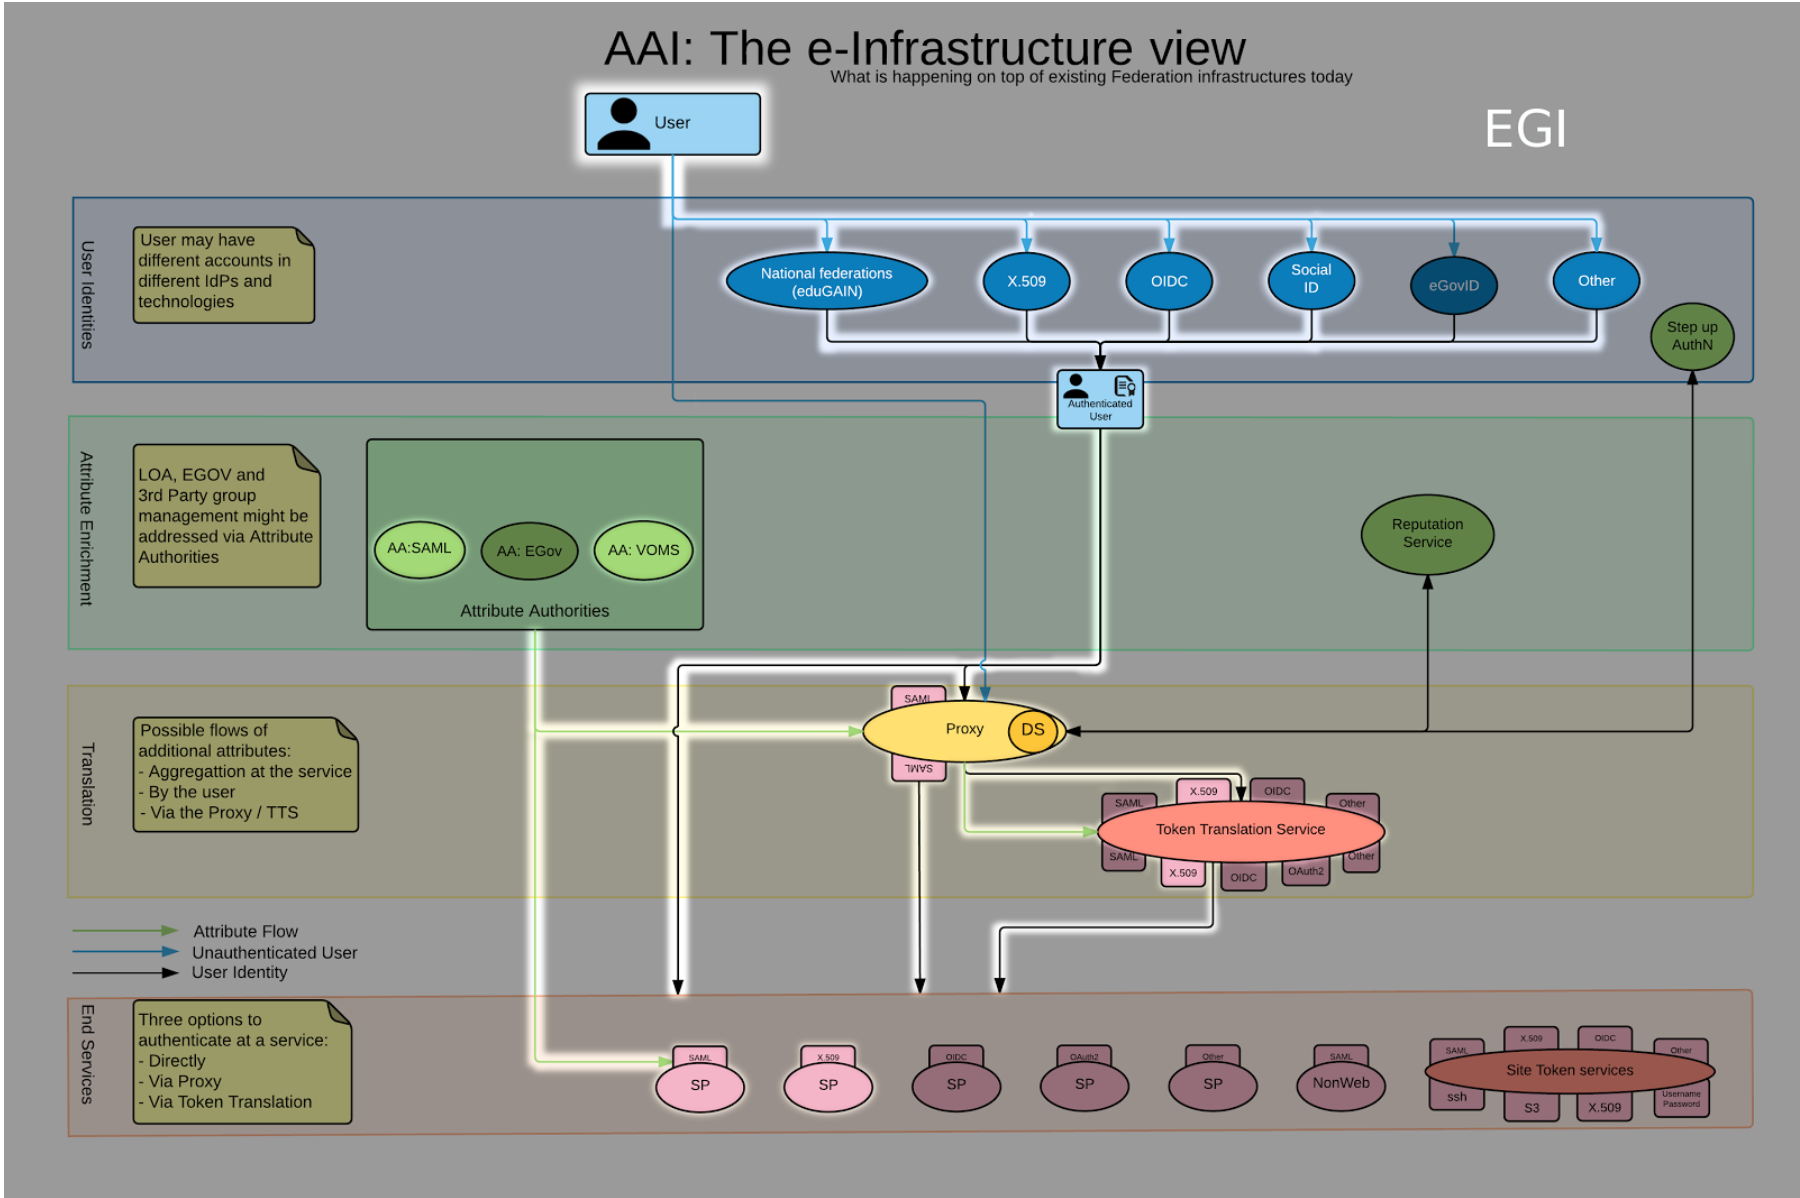 AAI: The e-Infrastructure view
What is happening on top of existing Federation infrastructures today
EGI
User
User Identities
User may have
different accounts in
different IdPs and
technologies
National federations
(eduGAIN)
X.509
OIDC
Social
ID
eGovID
Other
Step up
AuthN
Authenticated
User
Attribute Enrichment
LOA, EGOV and
3rd Party group
management might be
addressed via Attribute
Authorities
AA:SAML
AA: EGov
AA: VOMS
Attribute Authorities
Reputation
Service
Translation
Possible flows of
additional attributes:
- Aggregattion at the service
- By the user
- Via the Proxy / TTS
SAML
Proxy
DS
SAML
SAML
X.509
OIDC
Other
Token Translation Service
SAML
X.509
OIDC
OAuth2
Other
Attribute Flow
Unauthenticated User
User Identity
End Services
Three options to
authenticate at a service:
- Directly
- Via Proxy
- Via Token Translation
SAML
SP
X.509
SP
OIDC
SP
OAuth2
SP
Other
SP
SAML
NonWeb
SAML
X.509
OIDC
Other
Site Token services
ssh
S3
X.509
Username
Password